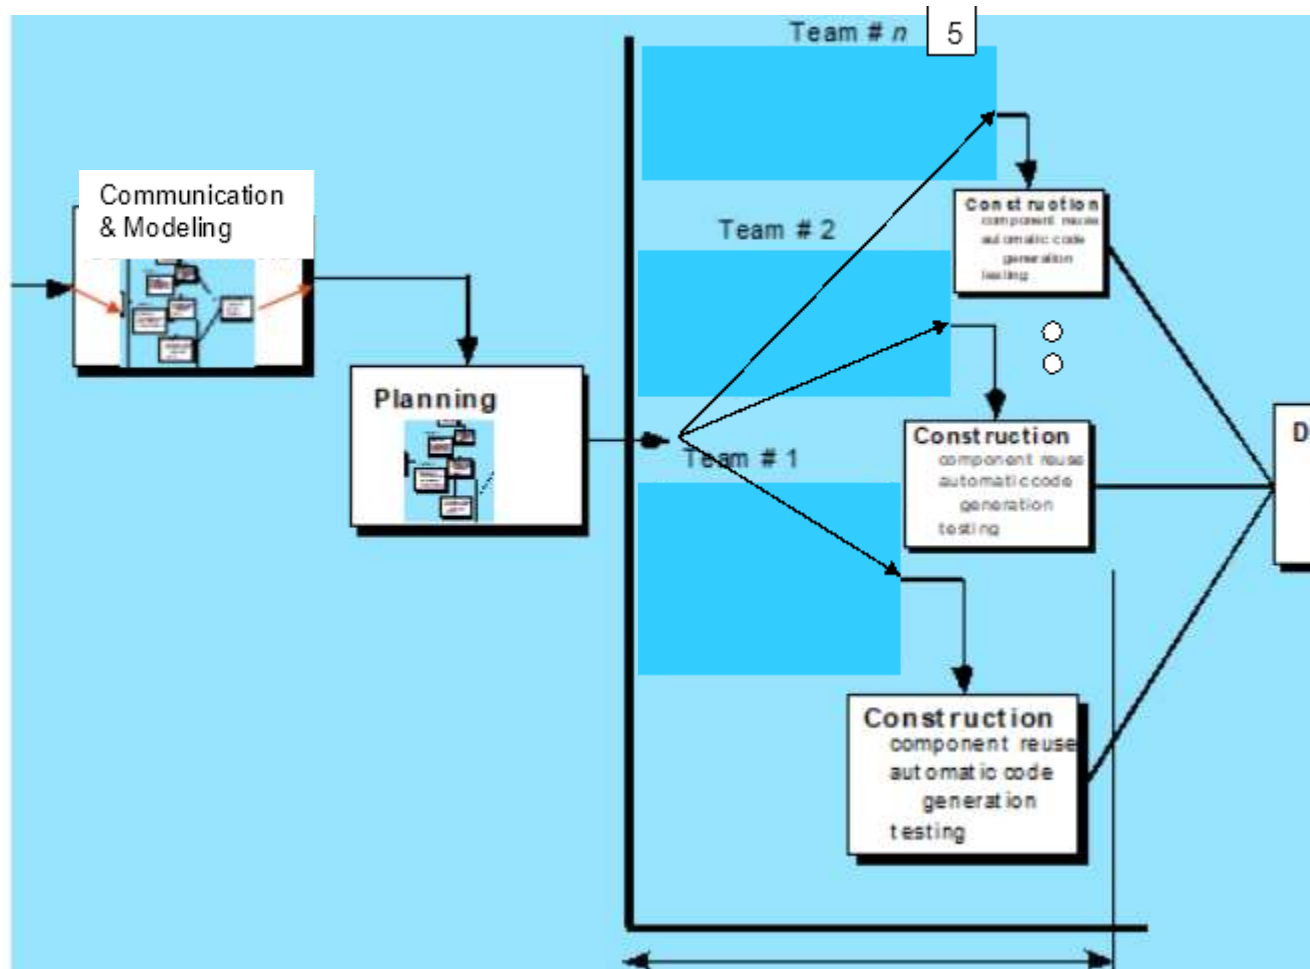 Team # n
5
Communication
& Modeling
Team # 2
Construction
component reuse
automatic code
generation
testing
Planning
Team # 1
Construction
component reuse
automatic code
generation
testing
D
Construction
component reuse
automatic code
generation
testing